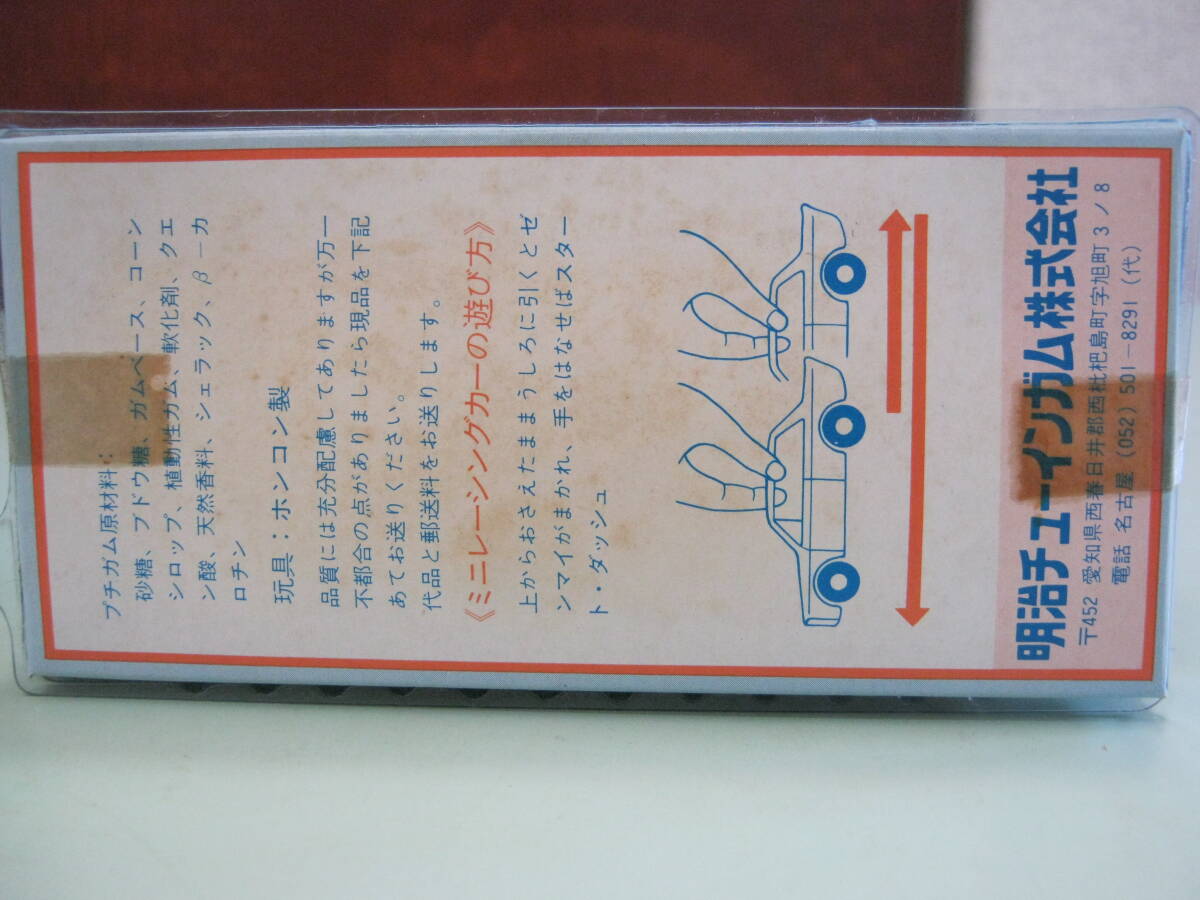 プチガム原材料:
砂糖、ブドウ糖、ガムベース、コーン
シロップ、植動性ガム、軟化剤、クエ
ン酸、天然香料、シェラック、β－カ
ロチン
玩具：ホンコン製
品質には充分配慮してありますが万一
不都合の点がありましたら現品を下記
あてお送りください。
代品と郵送料をお送りします。
《ミニレーシングカーの遊び方》
上からおさえたままうしろに引くとゼ
ンマイがまかれ、手をはなせばスター
ト・ダッシュ
明治チューインガム株式会社
〒452 愛知県西春日井郡西枇杷島町字旭町3ノ8
電話 名古屋 (052) 501－8291 (代)